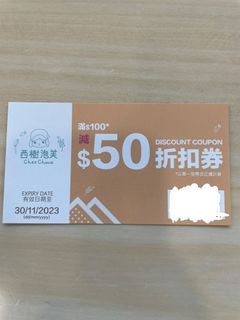 西樹泡芙
Chez Choux
EXPIRY DATE
有效日期至
30/11/2023
(dd/mm/yyyy)
滿$100*
減
$50
DISCOUNT COUPON
折扣券